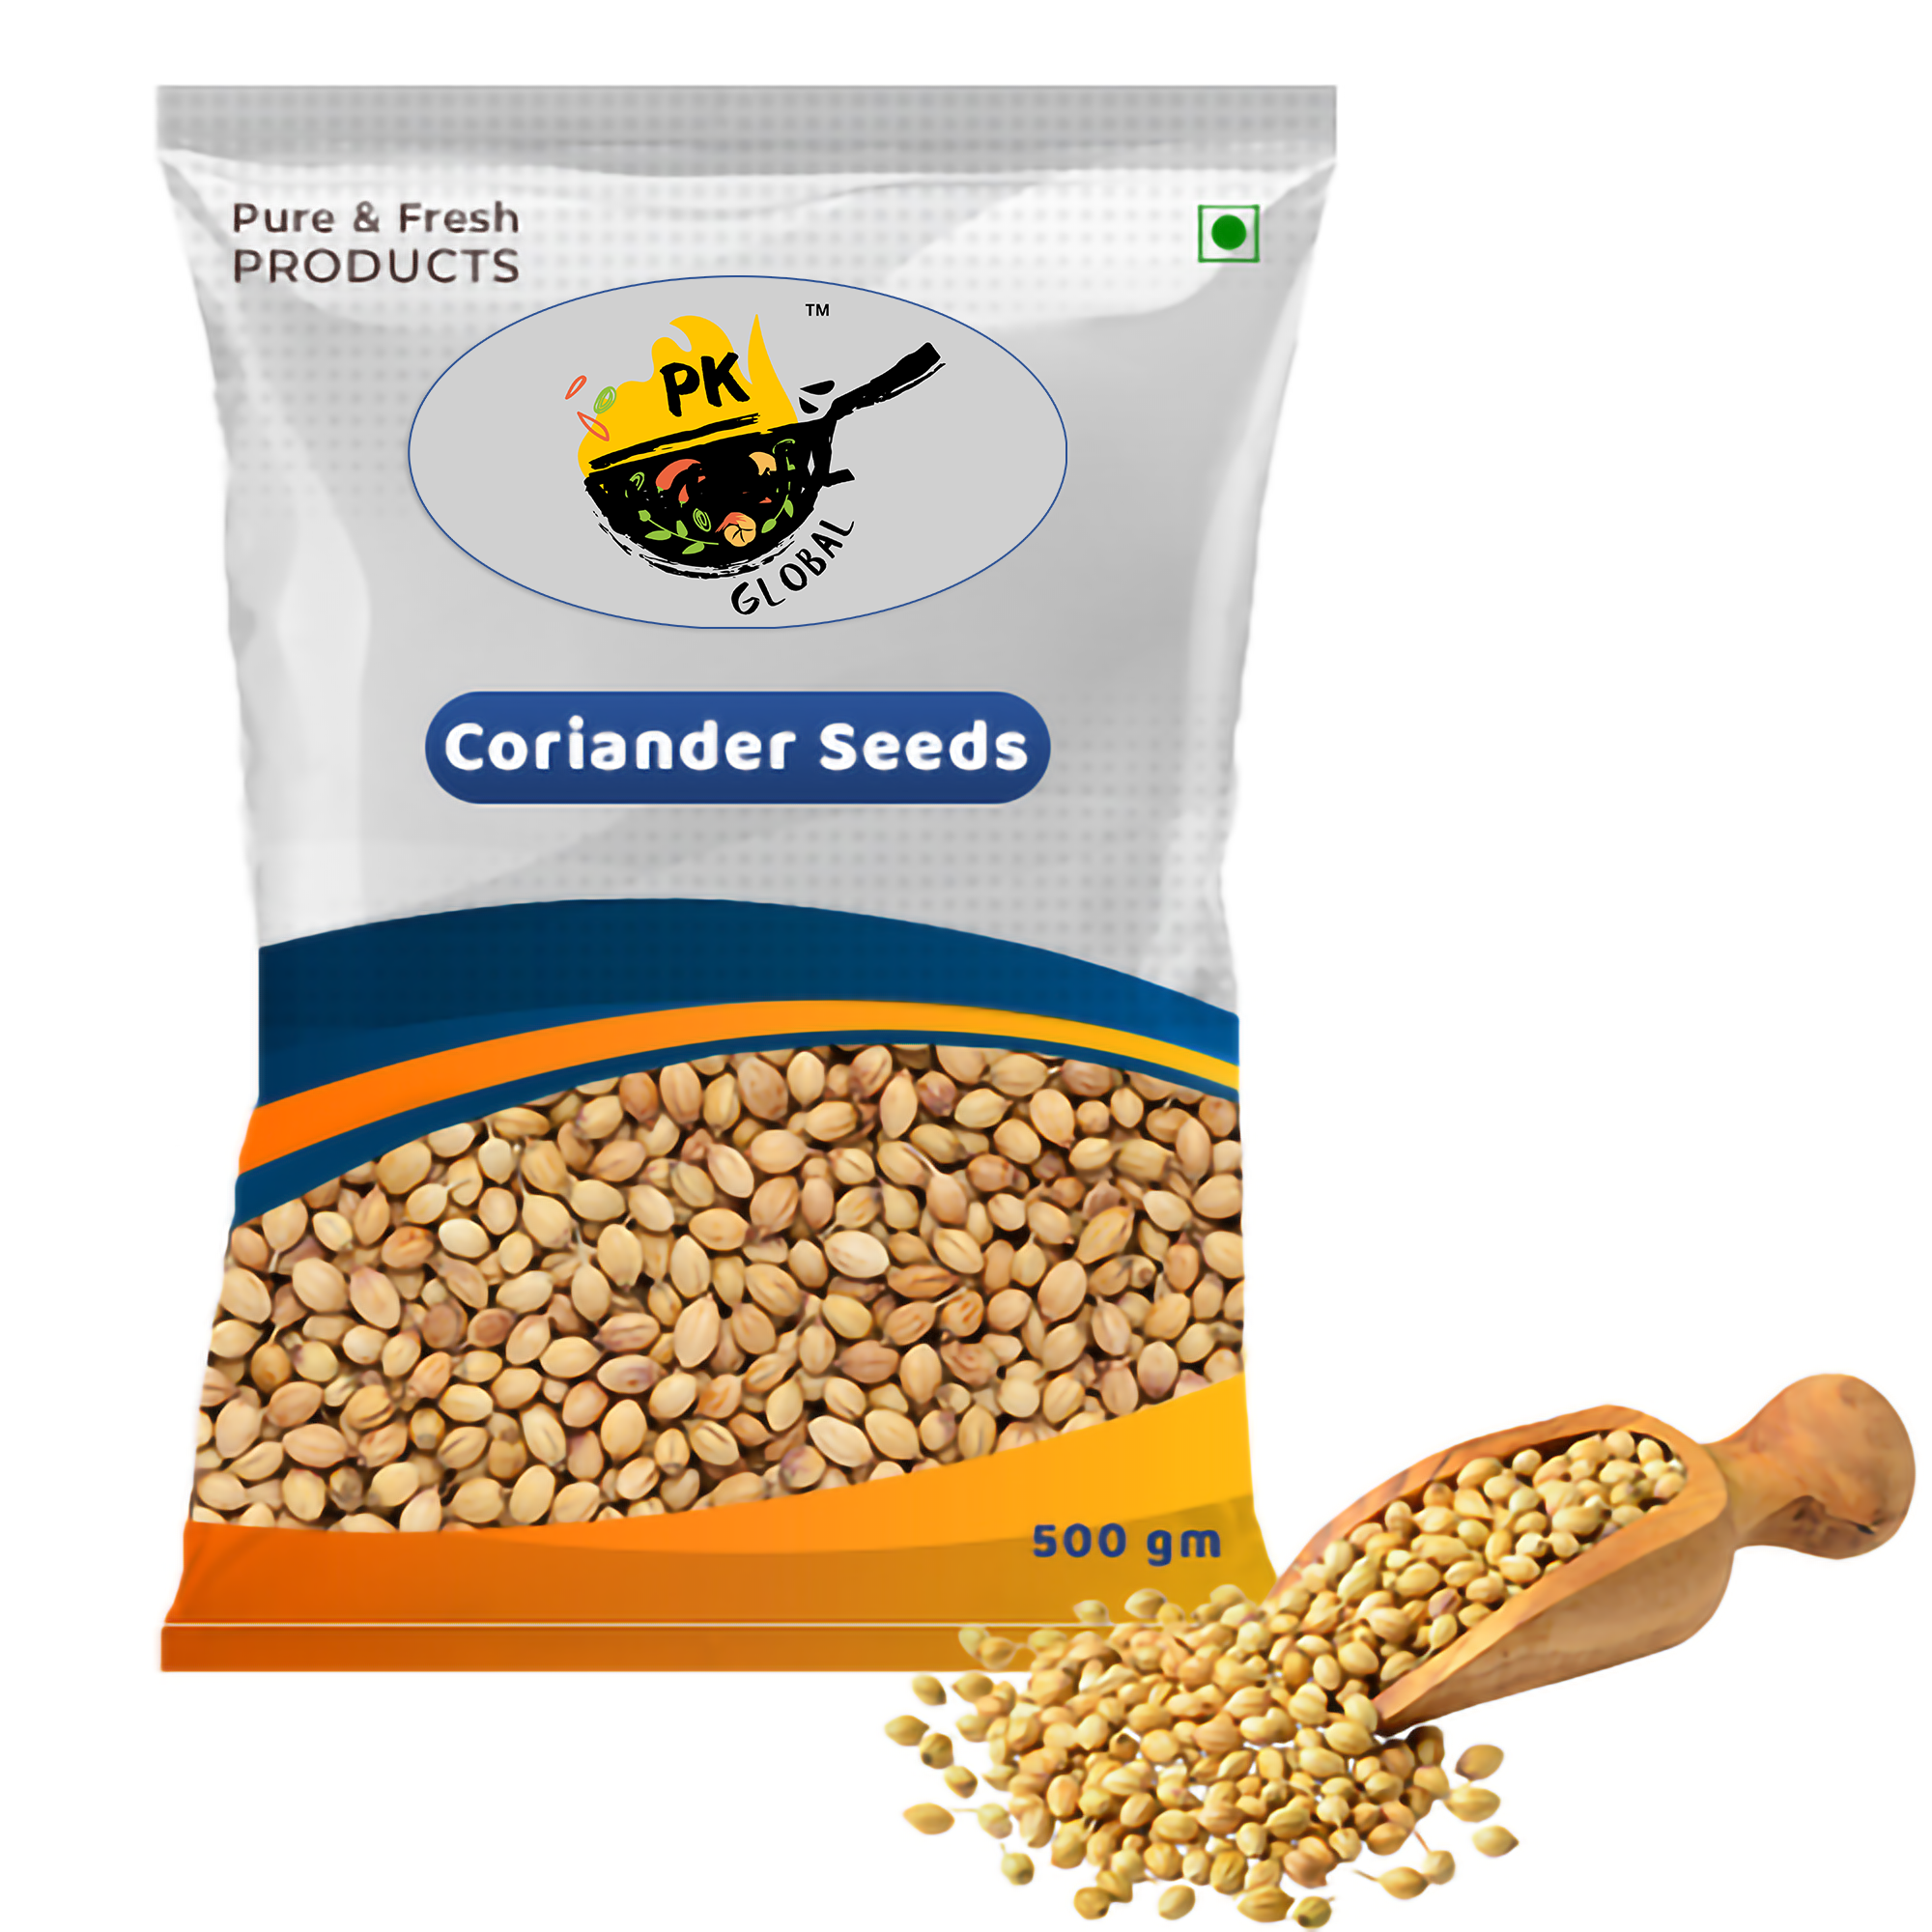 Pure & Fresh
PRODUCTS
TM
PK
GLOBAL
Coriander Seeds
500 gm